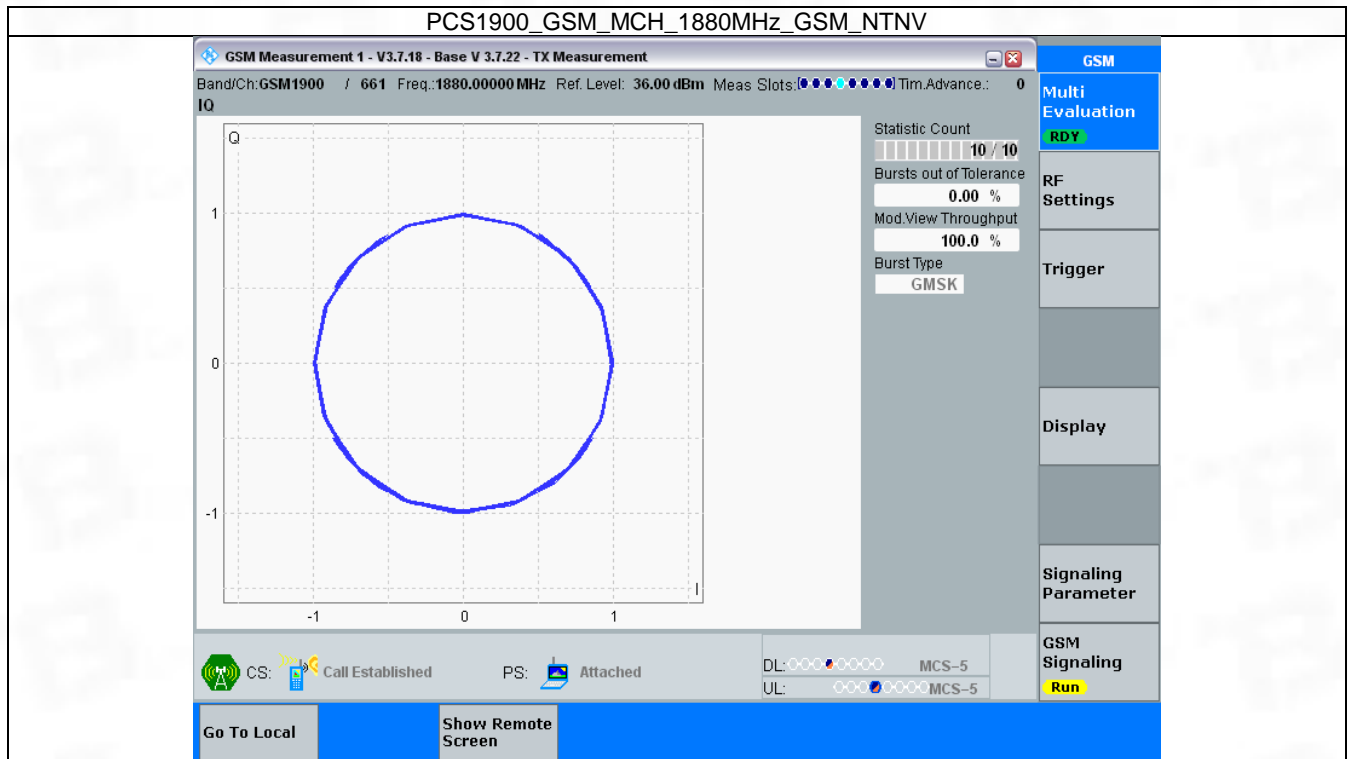 PCS1900_GSM_MCH_1880MHz_GSM_NTNV
GSM Measurement 1 - V3.7.18 - Base V 3.7.22 - TX Measurement
GSM
Band/Ch:GSM1900 / 661 Freq.:1880.00000 MHz Ref. Level: 36.00 dBm Meas Slots: Tim.Advance.: 0
IQ
Multi
Evaluation
RDY
Q
Statistic Count
10 / 10
Bursts out of Tolerance
0.00 %
Mod.View Throughput
100.0 %
Burst Type
GMSK
RF
Settings
Trigger
Display
Signaling
Parameter
GSM
Signaling
Run
1
0
-1
I
-1 0 1
CS: Call Established PS: Attached
DL: MCS-5
UL: MCS-5
Go To Local
Show Remote
Screen